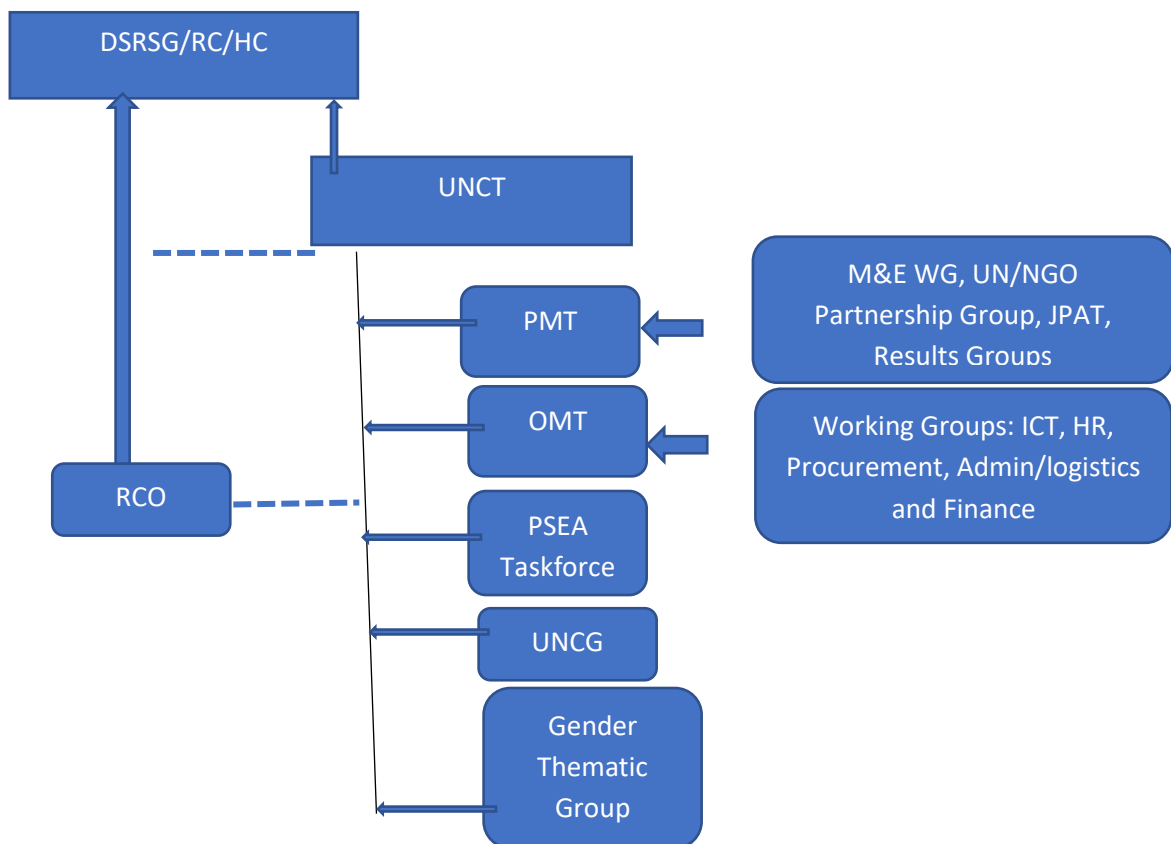 DSRSG/RC/HC
UNCT
PMT
M&E WG, UN/NGO
Partnership Group, JPAT,
Results Groups
OMT
Working Groups: ICT, HR,
Procurement, Admin/logistics
and Finance
RCO
PSEA
Taskforce
UNCG
Gender
Thematic
Group